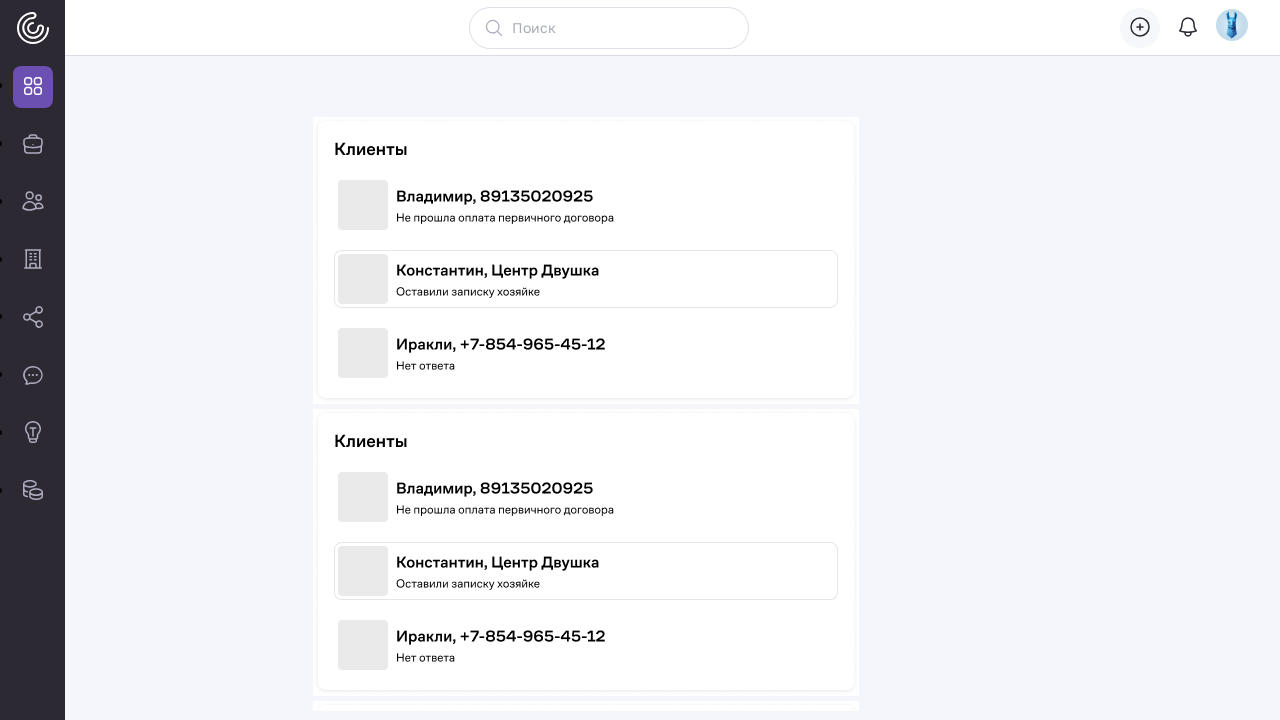 Поиск
Клиенты
Владимир, 89135020925
Не прошла оплата первичного договора
Константин, Центр Двушка
Оставили записку хозяйке
Иракли, +7-854-965-45-12
Нет ответа
Клиенты
Владимир, 89135020925
Не прошла оплата первичного договора
Константин, Центр Двушка
Оставили записку хозяйке
Иракли, +7-854-965-45-12
Нет ответа